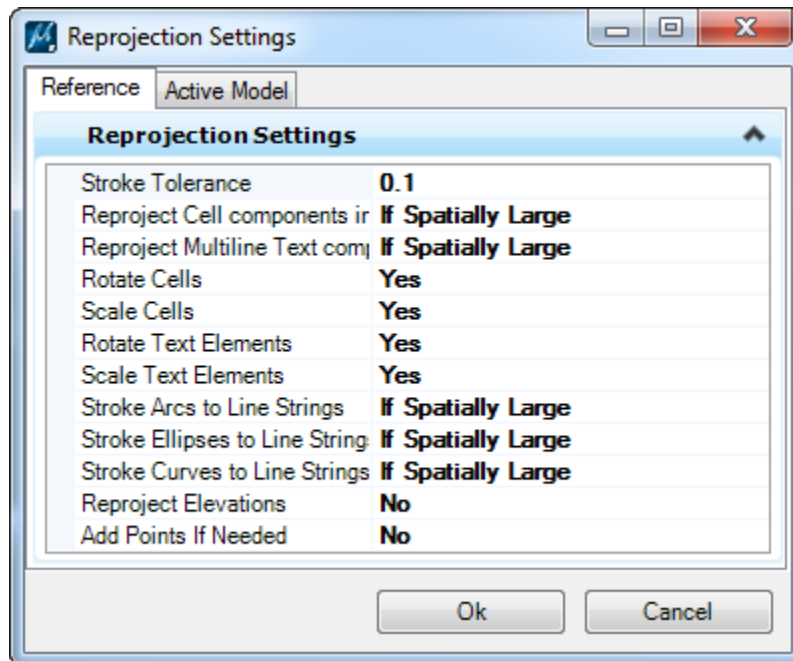 Reprojection Settings
Reference Active Model
Reprojection Settings
Stroke Tolerance 0.1
Reproject Cell components ir If Spatially Large
Reproject Multiline Text comp If Spatially Large
Rotate Cells Yes
Scale Cells Yes
Rotate Text Elements Yes
Scale Text Elements Yes
Stroke Arcs to Line Strings If Spatially Large
Stroke Ellipses to Line String If Spatially Large
Stroke Curves to Line Strings If Spatially Large
Reproject Elevations No
Add Points If Needed No
Ok Cancel